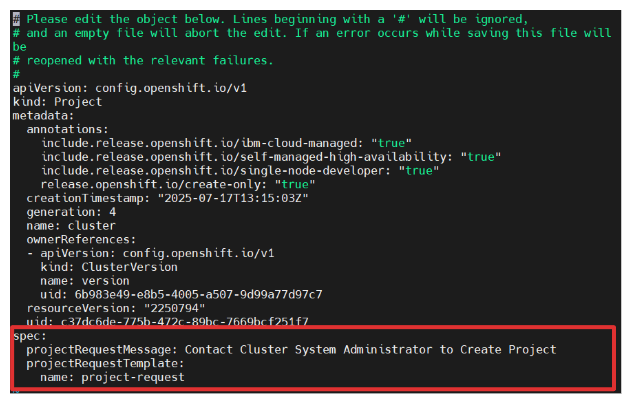 # Please edit the object below. Lines beginning with a '#' will be ignored,
# and an empty file will abort the edit. If an error occurs while saving this file will
be
# reopened with the relevant failures.
#
apiVersion: config.openshift.io/v1
kind: Project
metadata:
  annotations:
    include.release.openshift.io/ibm-cloud-managed: "true"
    include.release.openshift.io/self-managed-high-availability: "true"
    include.release.openshift.io/single-node-developer: "true"
    release.openshift.io/create-only: "true"
  creationTimestamp: "2025-07-17T13:15:03Z"
  generation: 4
  name: cluster
  ownerReferences:
  - apiVersion: config.openshift.io/v1
    kind: ClusterVersion
    name: version
    uid: 6b983e49-e8b5-4005-a507-9d99a77d97c7
  resourceVersion: "2250794"
  uid: c37dc6de-775b-472c-89bc-7669bcf251f7
spec:
  projectRequestMessage: Contact Cluster System Administrator to Create Project
  projectRequestTemplate:
    name: project-request